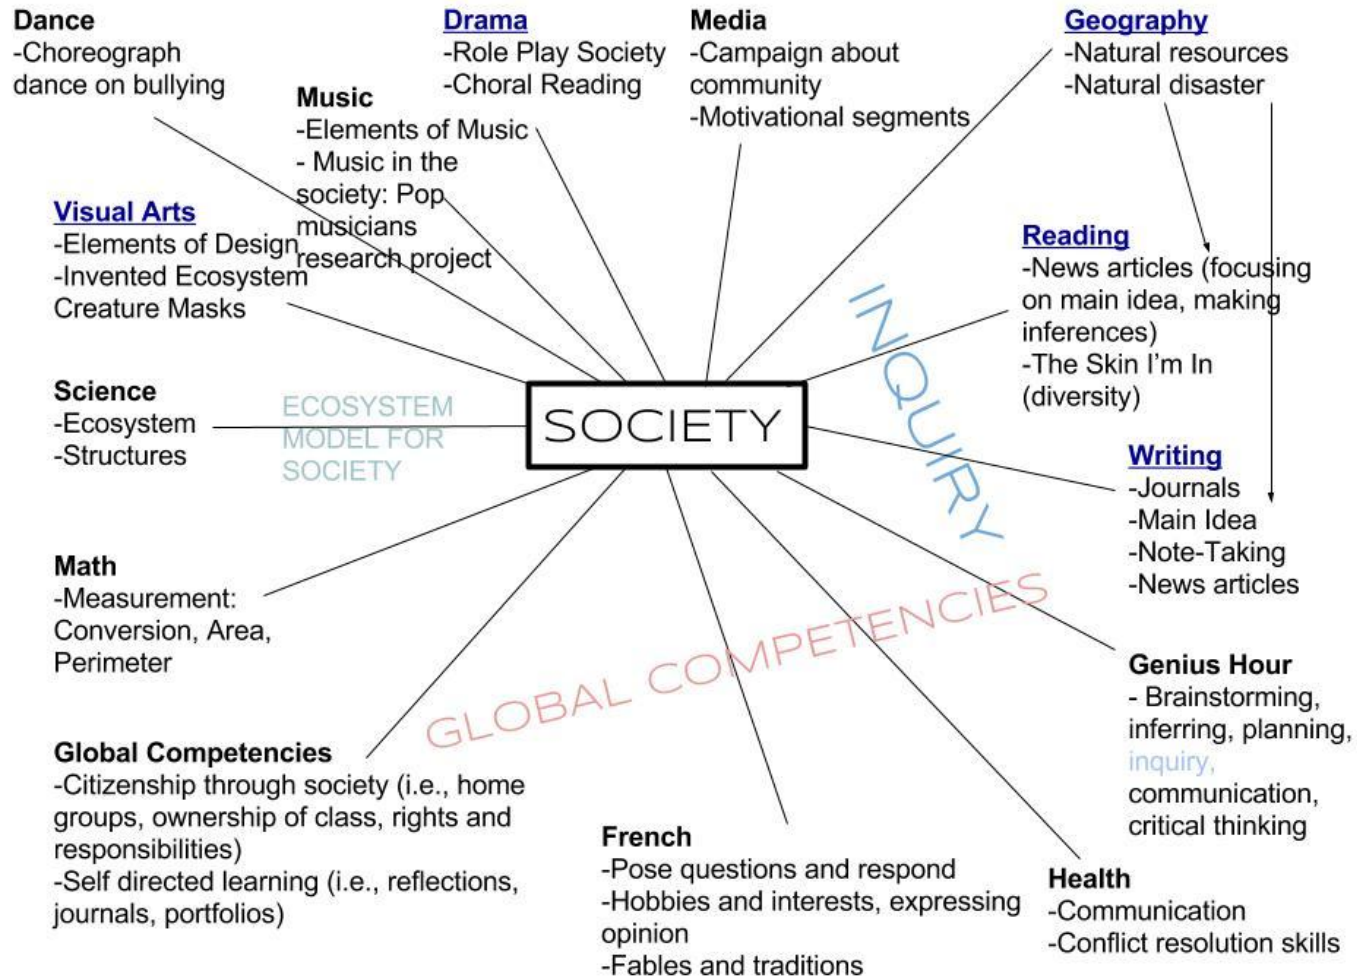 Dance
-Choreograph
dance on bullying
Music
-Elements of Music
- Music in the
society: Pop
musicians
research project
Drama
-Role Play Society
-Choral Reading
Media
-Campaign about
community
-Motivational segments
Geography
-Natural resources
-Natural disaster
Visual Arts
-Elements of Design
-Invented Ecosystem
Creature Masks
Reading
-News articles (focusing
on main idea, making
inferences)
-The Skin I'm In
(diversity)
INQUIRY
Science
-Ecosystem
-Structures
ECOSYSTEM
MODEL FOR
SOCIETY
SOCIETY
Writing
-Journals
-Main Idea
-Note-Taking
-News articles
Math
-Measurement:
Conversion, Area,
Perimeter
GLOBAL COMPETENCIES
Genius Hour
- Brainstorming,
inferring, planning,
inquiry,
communication,
critical thinking
Global Competencies
-Citizenship through society (i.e., home
groups, ownership of class, rights and
responsibilities)
-Self directed learning (i.e., reflections,
journals, portfolios)
French
-Pose questions and respond
-Hobbies and interests, expressing
opinion
-Fables and traditions
Health
-Communication
-Conflict resolution skills